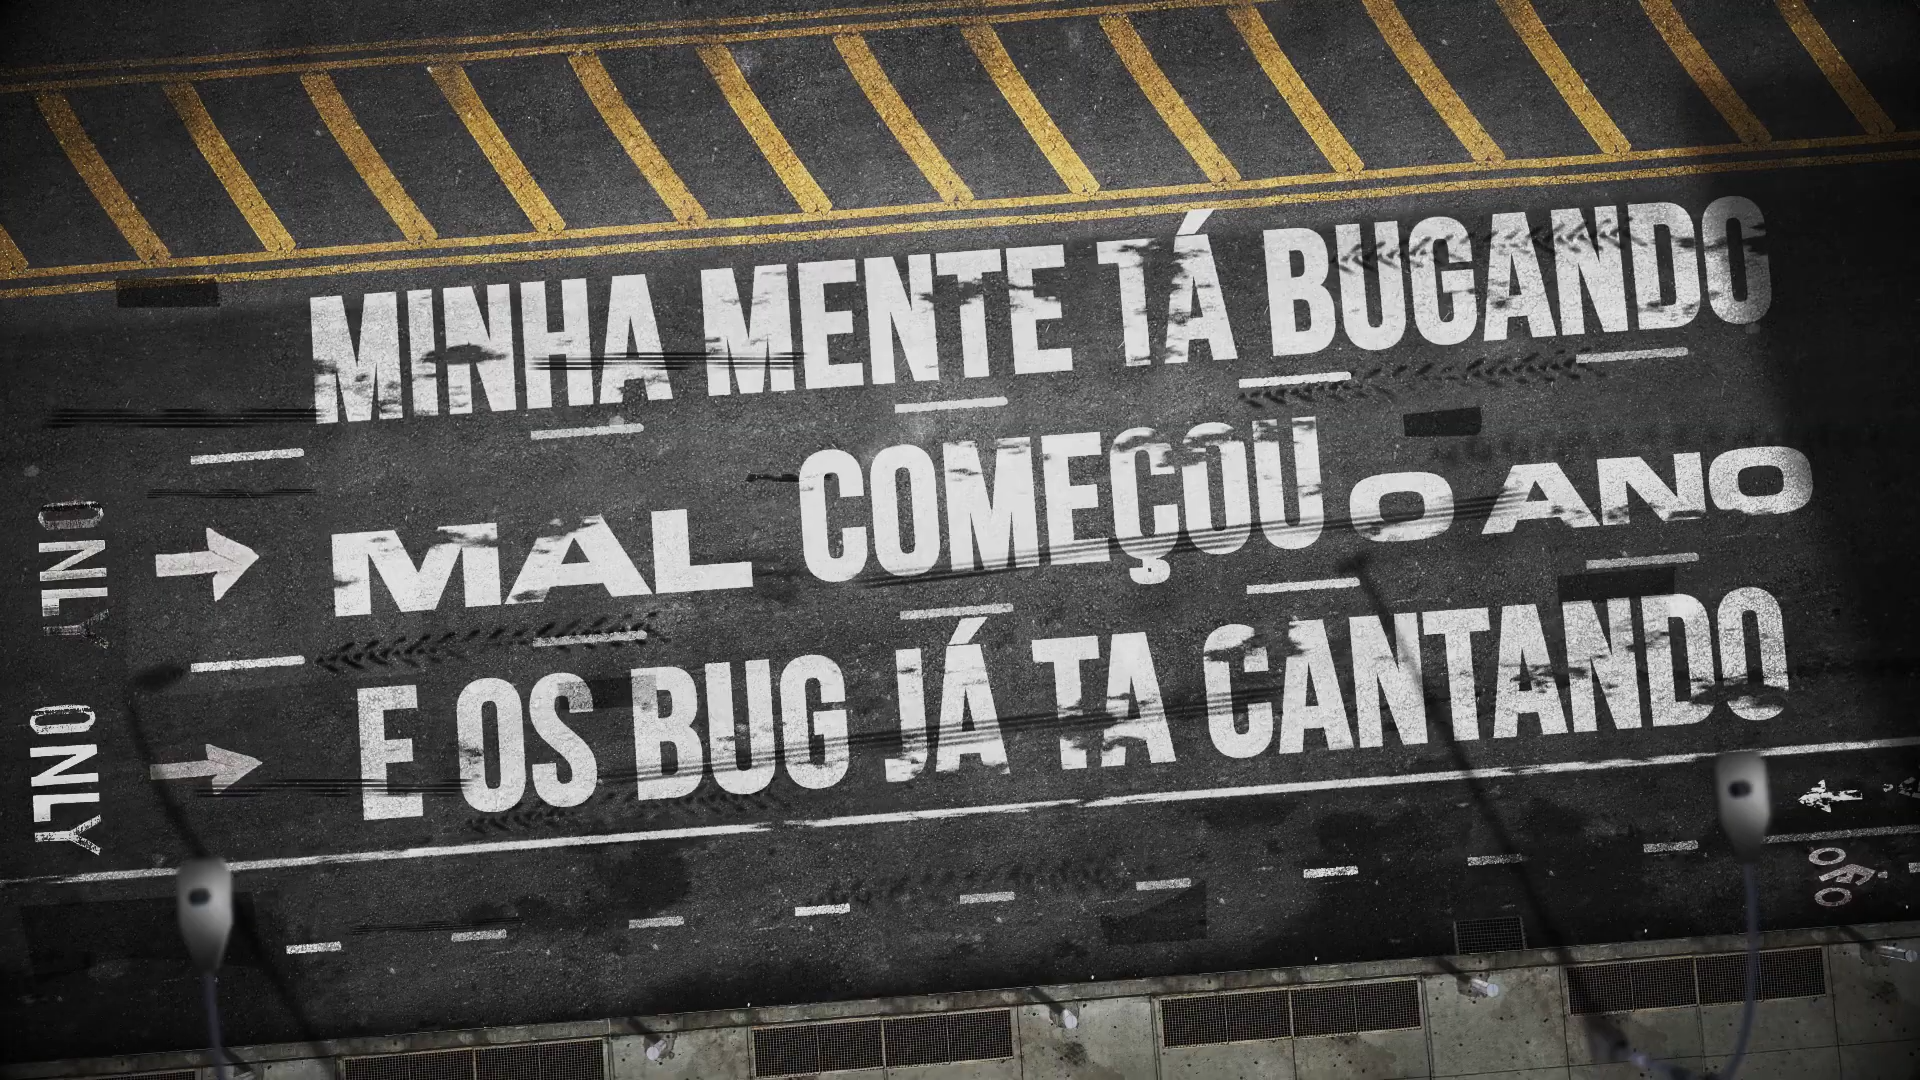 MINHA MENTE TÁ BUGANDO
MAL COMEÇOU O ANO
E OS BUG JÁ TA CANTANDO
ONLY
ONLY